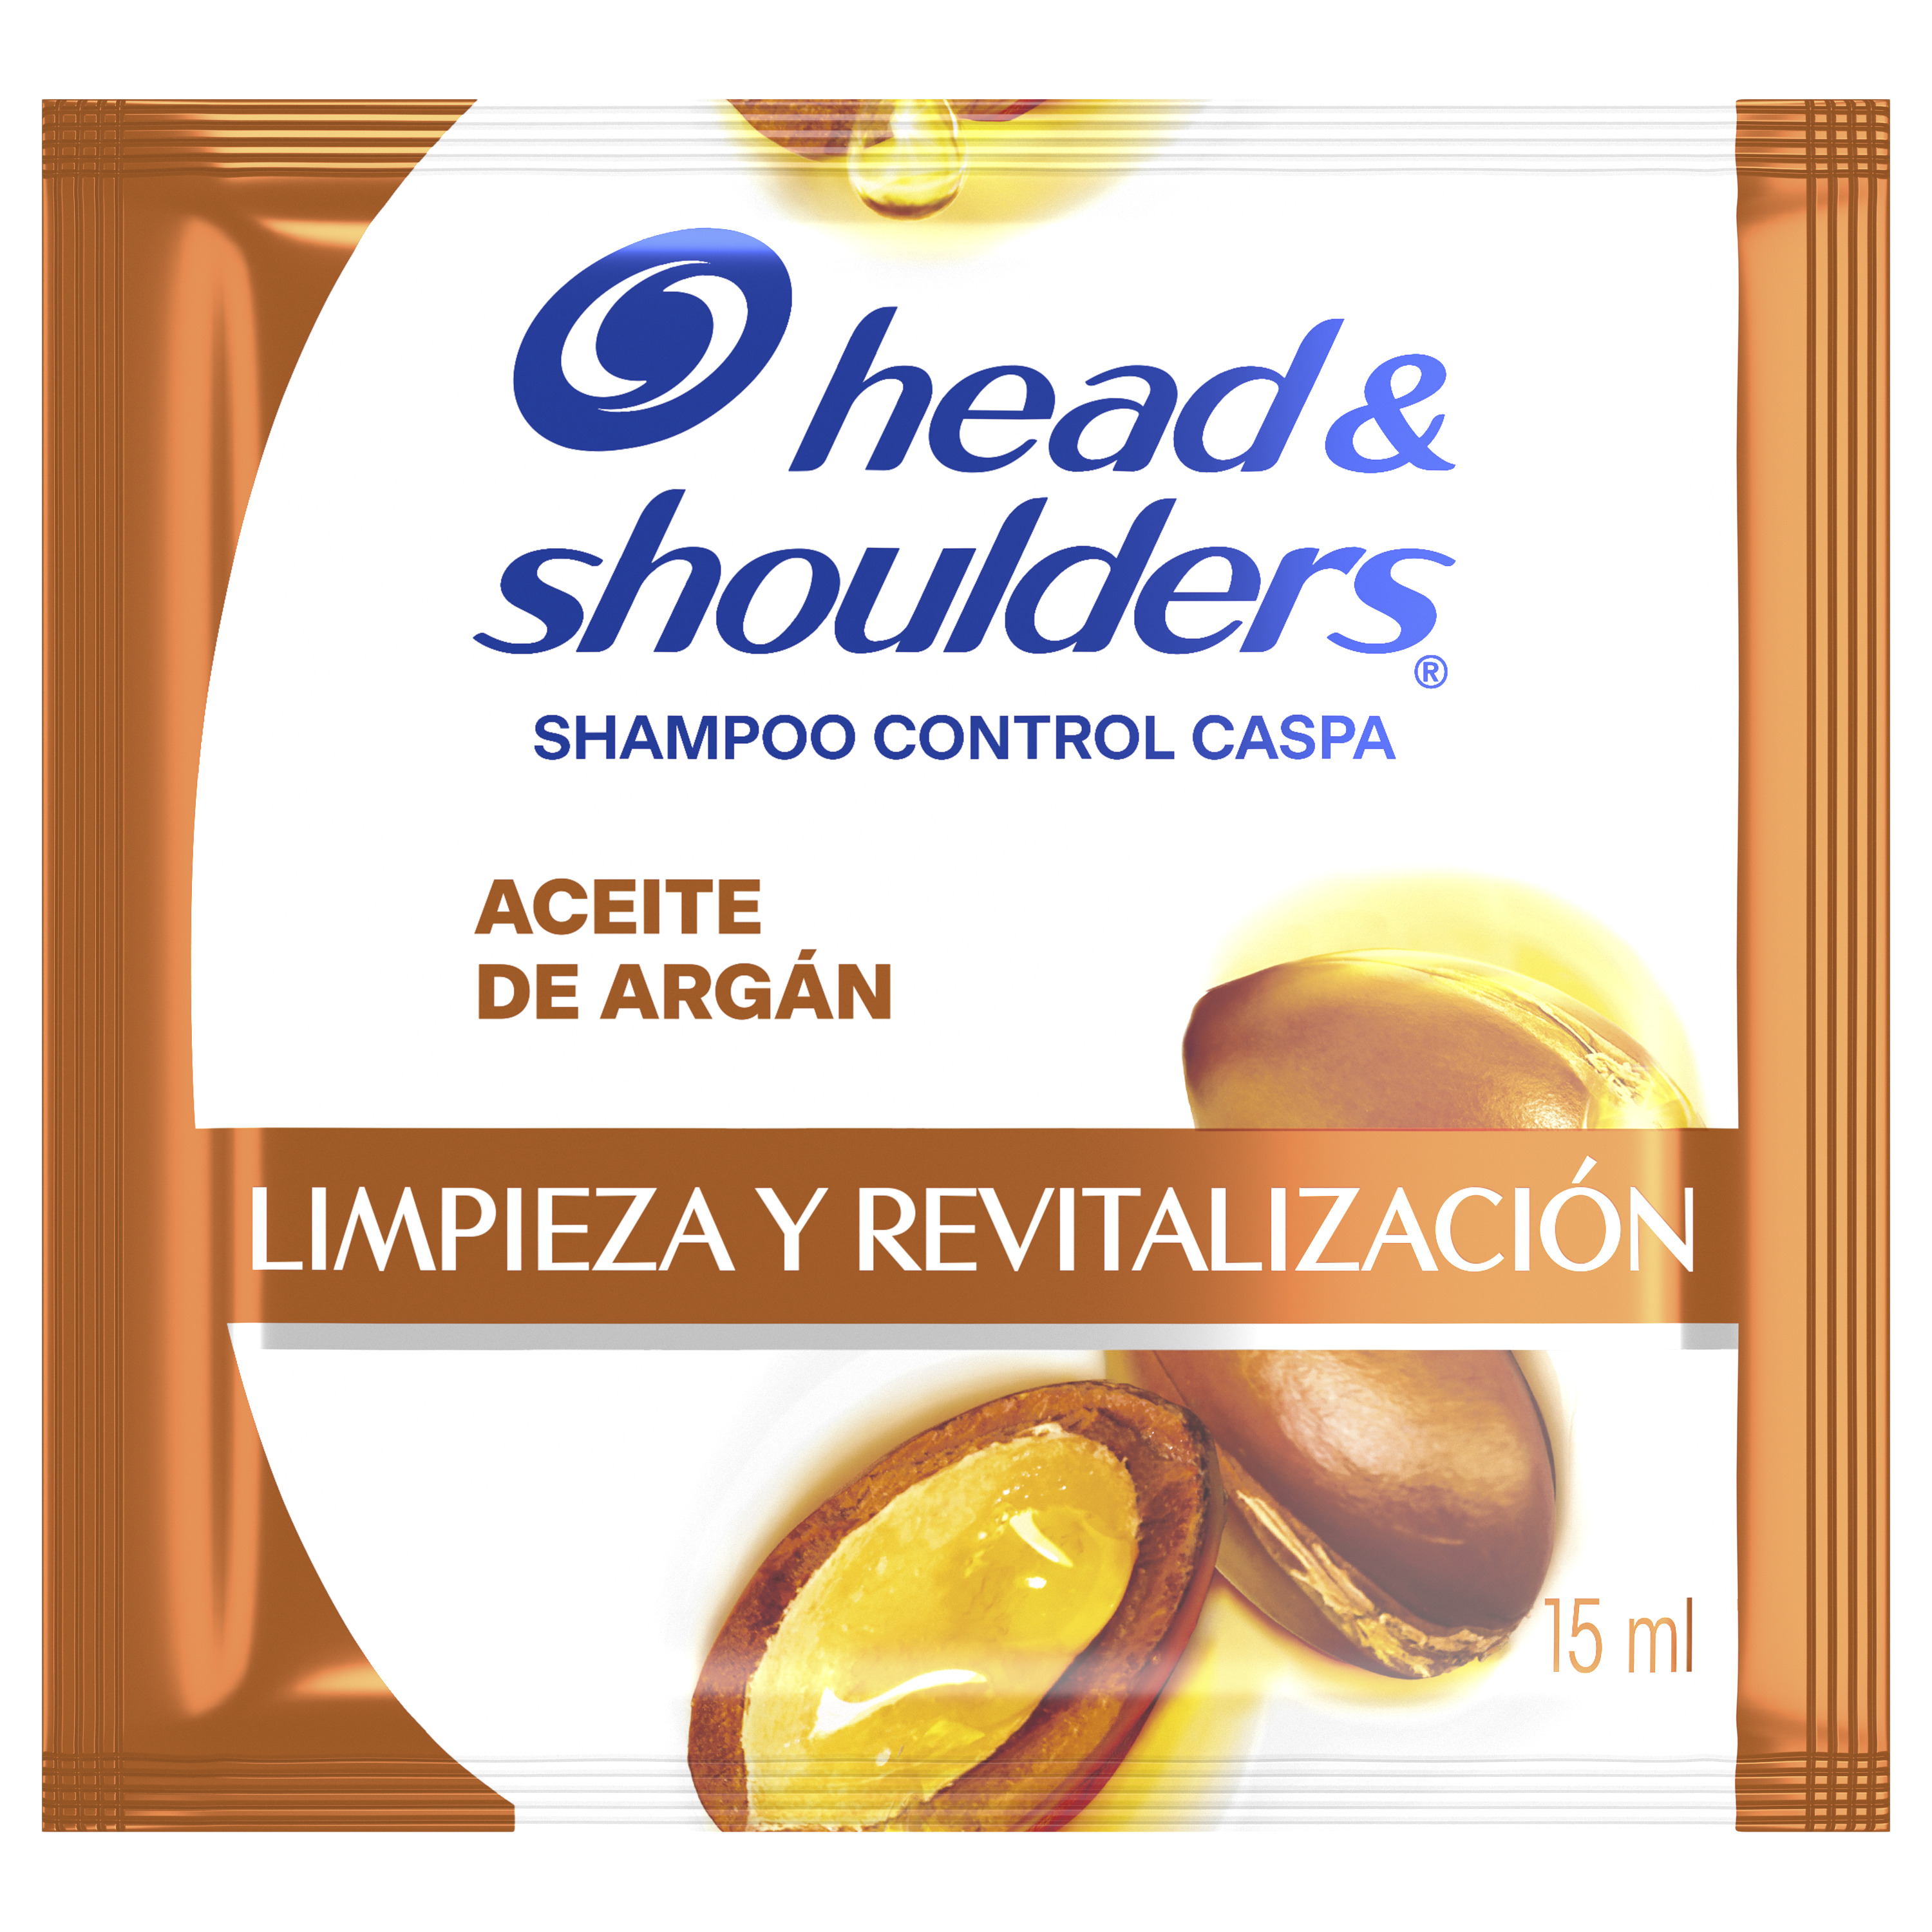 head &
shoulders®
SHAMPOO CONTROL CASPA
ACEITE
DE ARGÁN
LIMPIEZA Y REVITALIZACIÓN
15 ml